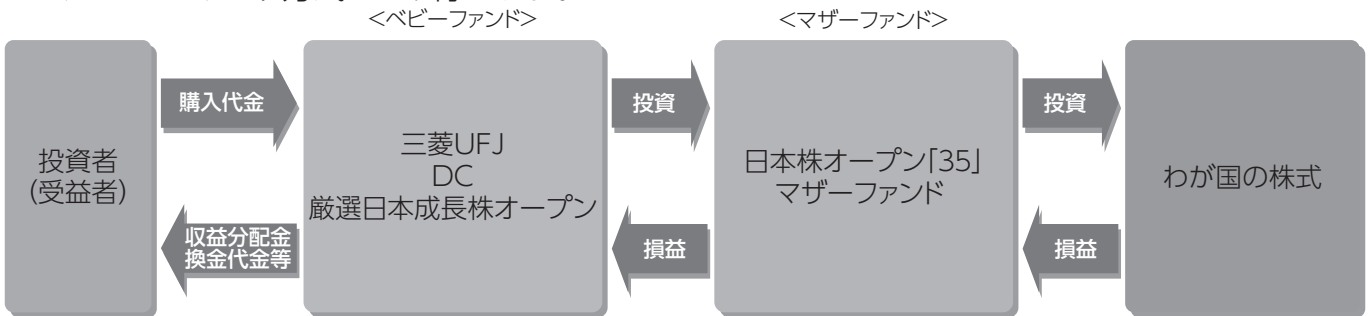 <ベビーファンド>
<マザーファンド>
投資者
(受益者)
購入代金
収益分配金
換金代金等
三菱UFJ
DC
厳選日本成長株オープン
投資
損益
日本株オープン「35」
マザーファンド
投資
損益
わが国の株式